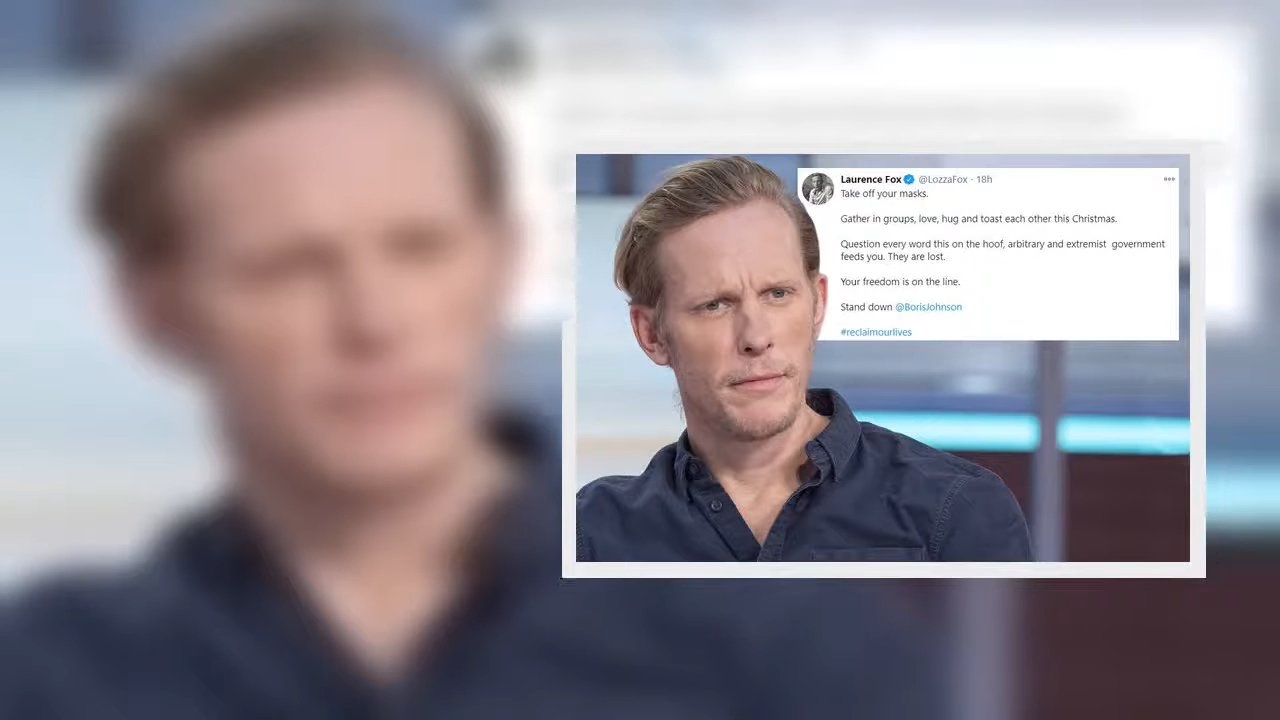 Laurence Fox @LozzaFox · 18h
Take off your masks.
Gather in groups, love, hug and toast each other this Christmas.
Question every word this on the hoof, arbitrary and extremist government
feeds you. They are lost.
Your freedom is on the line.
Stand down @BorisJohnson
#reclaimourlives